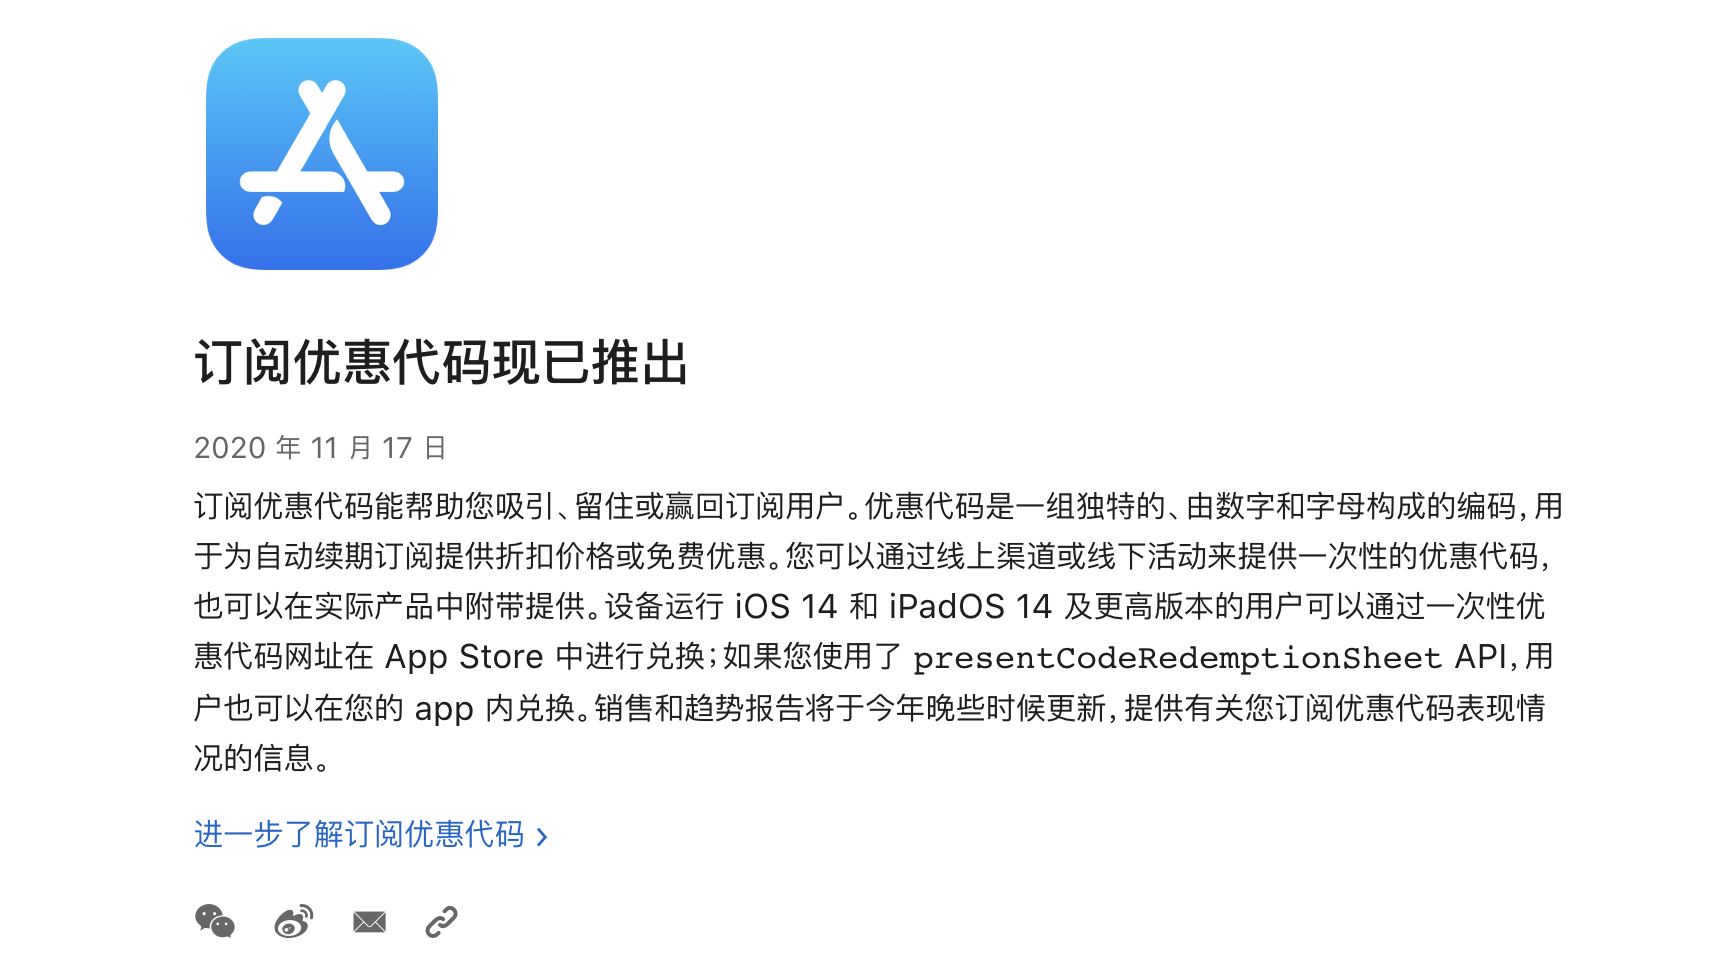 订阅优惠代码现已推出
2020 年 11 月 17 日
订阅优惠代码能帮助您吸引、留住或赢回订阅用户。优惠代码是一组独特的、由数字和字母构成的编码，用
于为自动续期订阅提供折扣价格或免费优惠。您可以通过线上渠道或线下活动来提供一次性的优惠代码，
也可以在实际产品中附带提供。设备运行 iOS 14 和 iPadOS 14 及更高版本的用户可以通过一次性优
惠代码网址在 App Store 中进行兑换；如果您使用了 presentCodeRedemptionSheet API，用
户也可以在您的 app 内兑换。销售和趋势报告将于今年晚些时候更新，提供有关您订阅优惠代码表现情
况的信息。
进一步了解订阅优惠代码 ›